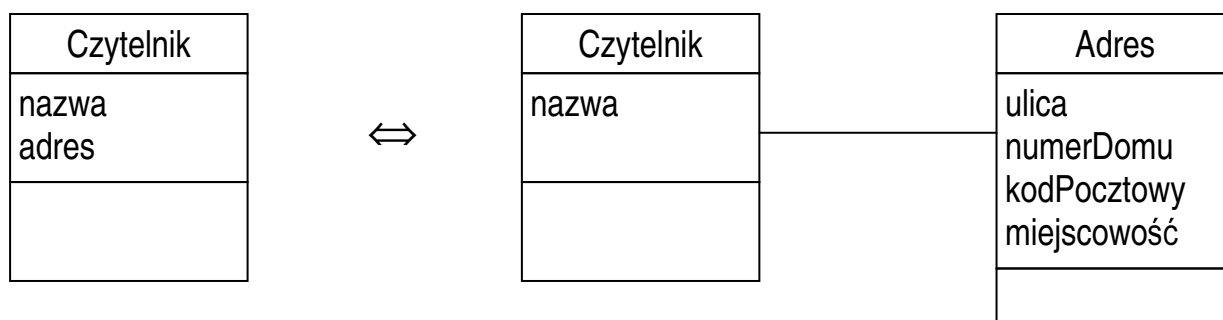 Czytelnik
nazwa
adres
⇔
Czytelnik
nazwa
Adres
ulica
numerDomu
kodPocztowy
miejscowość